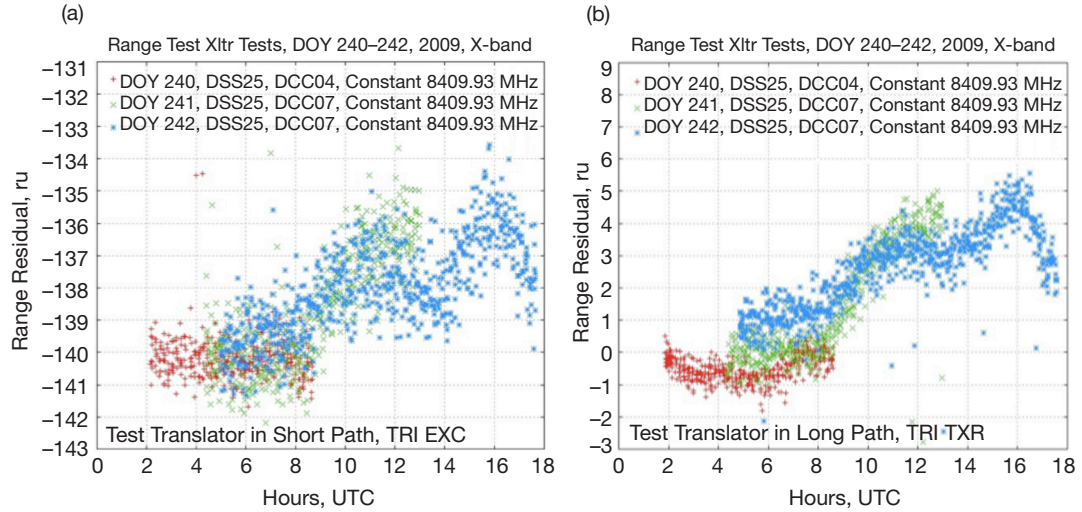 (a)
Range Test Xltr Tests, DOY 240–242, 2009, X-band
−131
−132
−133
−134
−135
−136
−137
−138
−139
−140
−141
−142
−143
Range Residual, ru
DOY 240, DSS25, DCC04, Constant 8409.93 MHz
DOY 241, DSS25, DCC07, Constant 8409.93 MHz
DOY 242, DSS25, DCC07, Constant 8409.93 MHz
Test Translator in Short Path, TRI EXC
0 2 4 6 8 10 12 14 16 18
Hours, UTC
(b)
Range Test Xltr Tests, DOY 240–242, 2009, X-band
9
8
7
6
5
4
3
2
1
0
−1
−2
−3
Range Residual, ru
DOY 240, DSS25, DCC04, Constant 8409.93 MHz
DOY 241, DSS25, DCC07, Constant 8409.93 MHz
DOY 242, DSS25, DCC07, Constant 8409.93 MHz
Test Translator in Long Path, TRI TXR
0 2 4 6 8 10 12 14 16 18
Hours, UTC